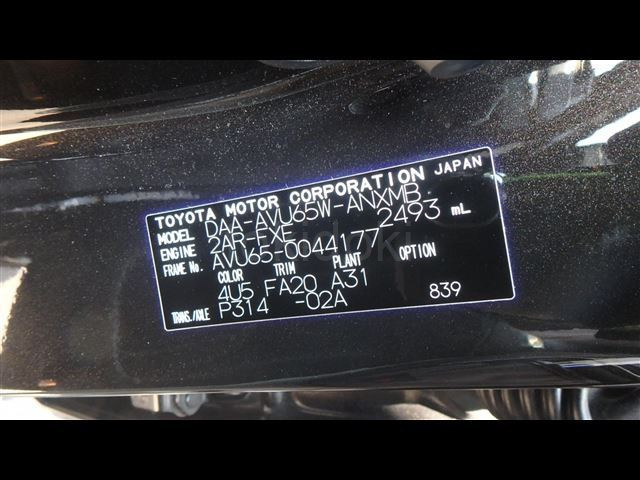 TOYOTA MOTOR CORPORATION JAPAN
MODEL DAA-AVU65W-ANXMB
ENGINE 2AR-FXE 2493 mL
FRAME No. AVU65-0044177
COLOR TRIM PLANT OPTION
4U5 FA20 A31
TRANS./AXLE P314 -02A 839